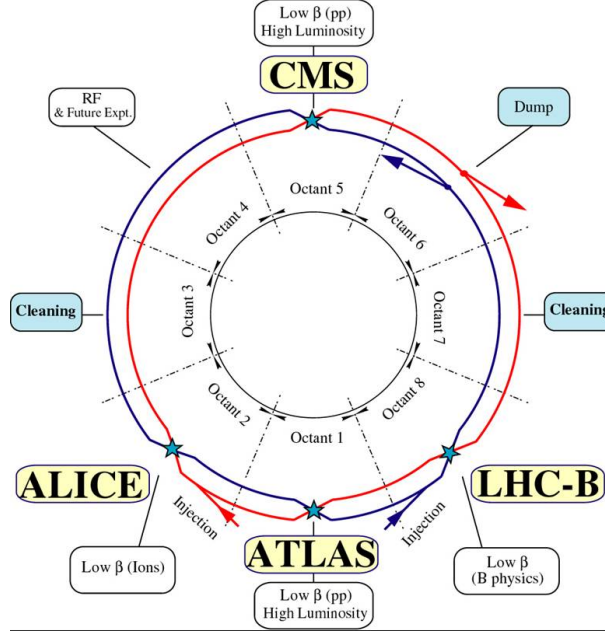 Low β (pp)
High Luminosity
CMS
RF
& Future Expt.
Dump
Octant 5
Octant 4
Octant 6
Cleaning
Octant 3
Octant 7
Cleaning
Octant 2
Octant 8
Octant 1
ALICE
LHC-B
Injection
Injection
ATLAS
Low β (Ions)
Low β (pp)
High Luminosity
Low β
(B physics)